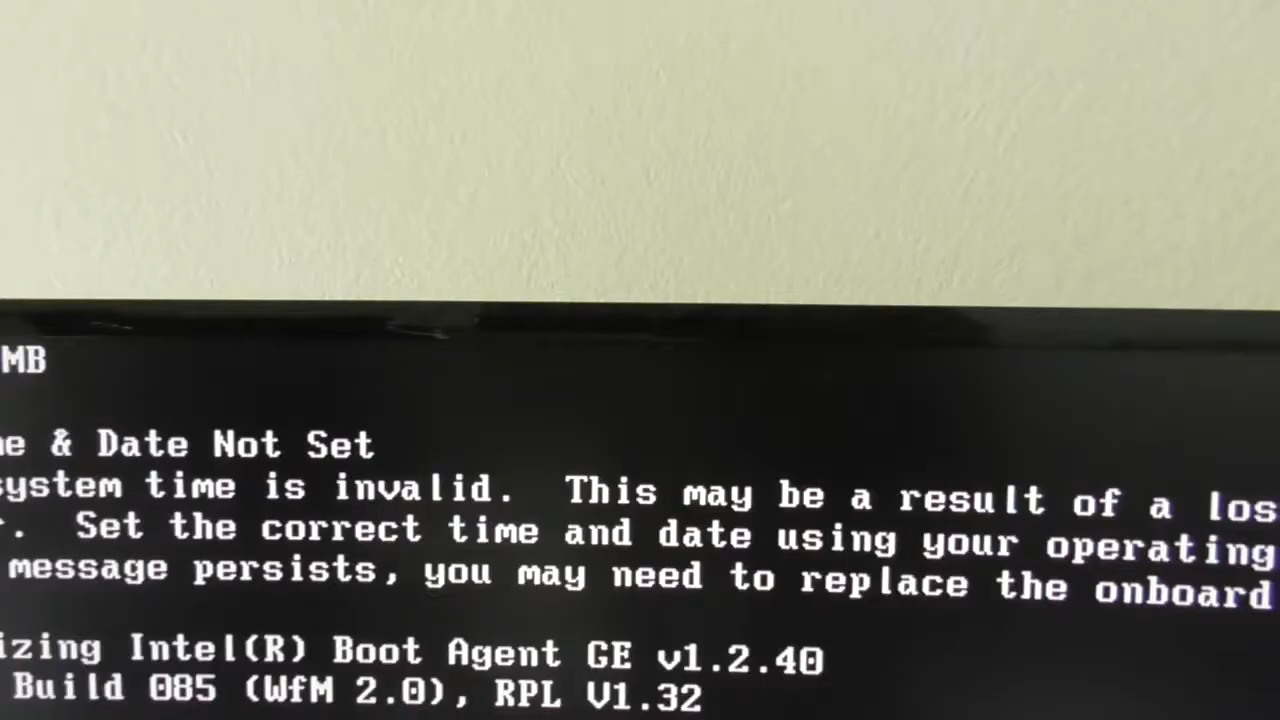 MB
e & Date Not Set
system time is invalid. This may be a result of a los
. Set the correct time and date using your operating
message persists, you may need to replace the onboard
izing Intel(R) Boot Agent GE v1.2.40
Build 085 (WfM 2.0), RPL V1.32